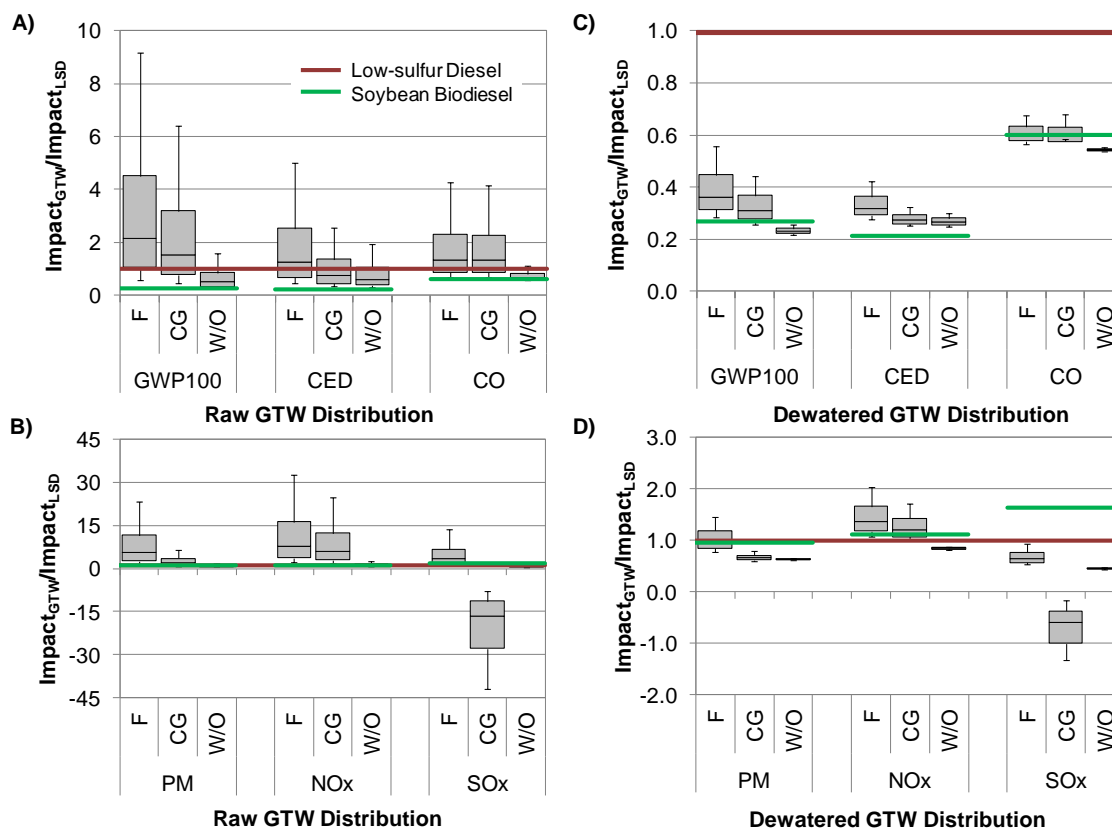 A)
10
8
6
4
2
0
Impact_GTW/Impact_LSD
Low-sulfur Diesel
Soybean Biodiesel
F CG W/O F CG W/O F CG W/O
GWP100 CED CO
Raw GTW Distribution
C)
1.0
0.8
0.6
0.4
0.2
0.0
Impact_GTW/Impact_LSD
F CG W/O F CG W/O F CG W/O
GWP100 CED CO
Dewatered GTW Distribution
B)
45
30
15
0
-15
-30
-45
Impact_GTW/Impact_LSD
F CG W/O F CG W/O F CG W/O
PM NOx SOx
Raw GTW Distribution
D)
3.0
2.0
1.0
0.0
-1.0
-2.0
Impact_GTW/Impact_LSD
F CG W/O F CG W/O F CG W/O
PM NOx SOx
Dewatered GTW Distribution